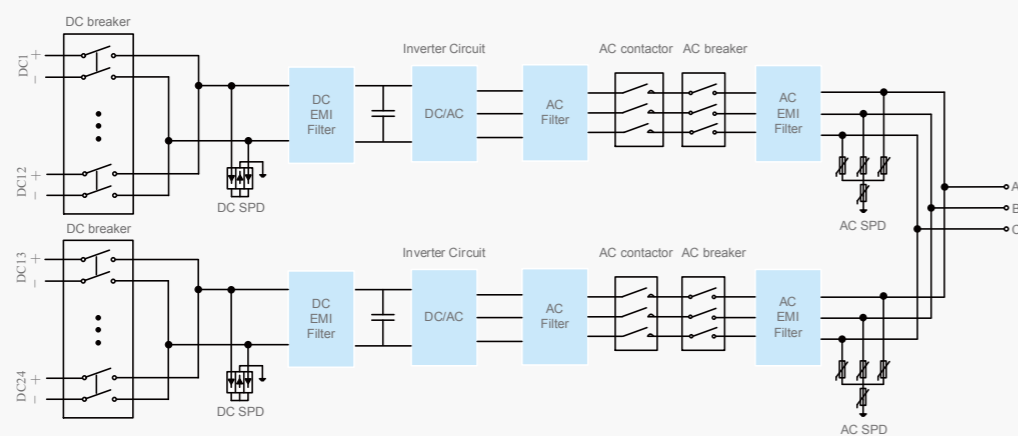 DC breaker
DC1
+
−
DC12
+
−
DC SPD
DC
EMI
Filter
Inverter Circuit
DC/AC
AC
Filter
AC contactor
AC breaker
AC
EMI
Filter
AC SPD
A
B
C
DC breaker
DC13
+
−
DC24
+
−
DC SPD
DC
EMI
Filter
Inverter Circuit
DC/AC
AC
Filter
AC contactor
AC breaker
AC
EMI
Filter
AC SPD